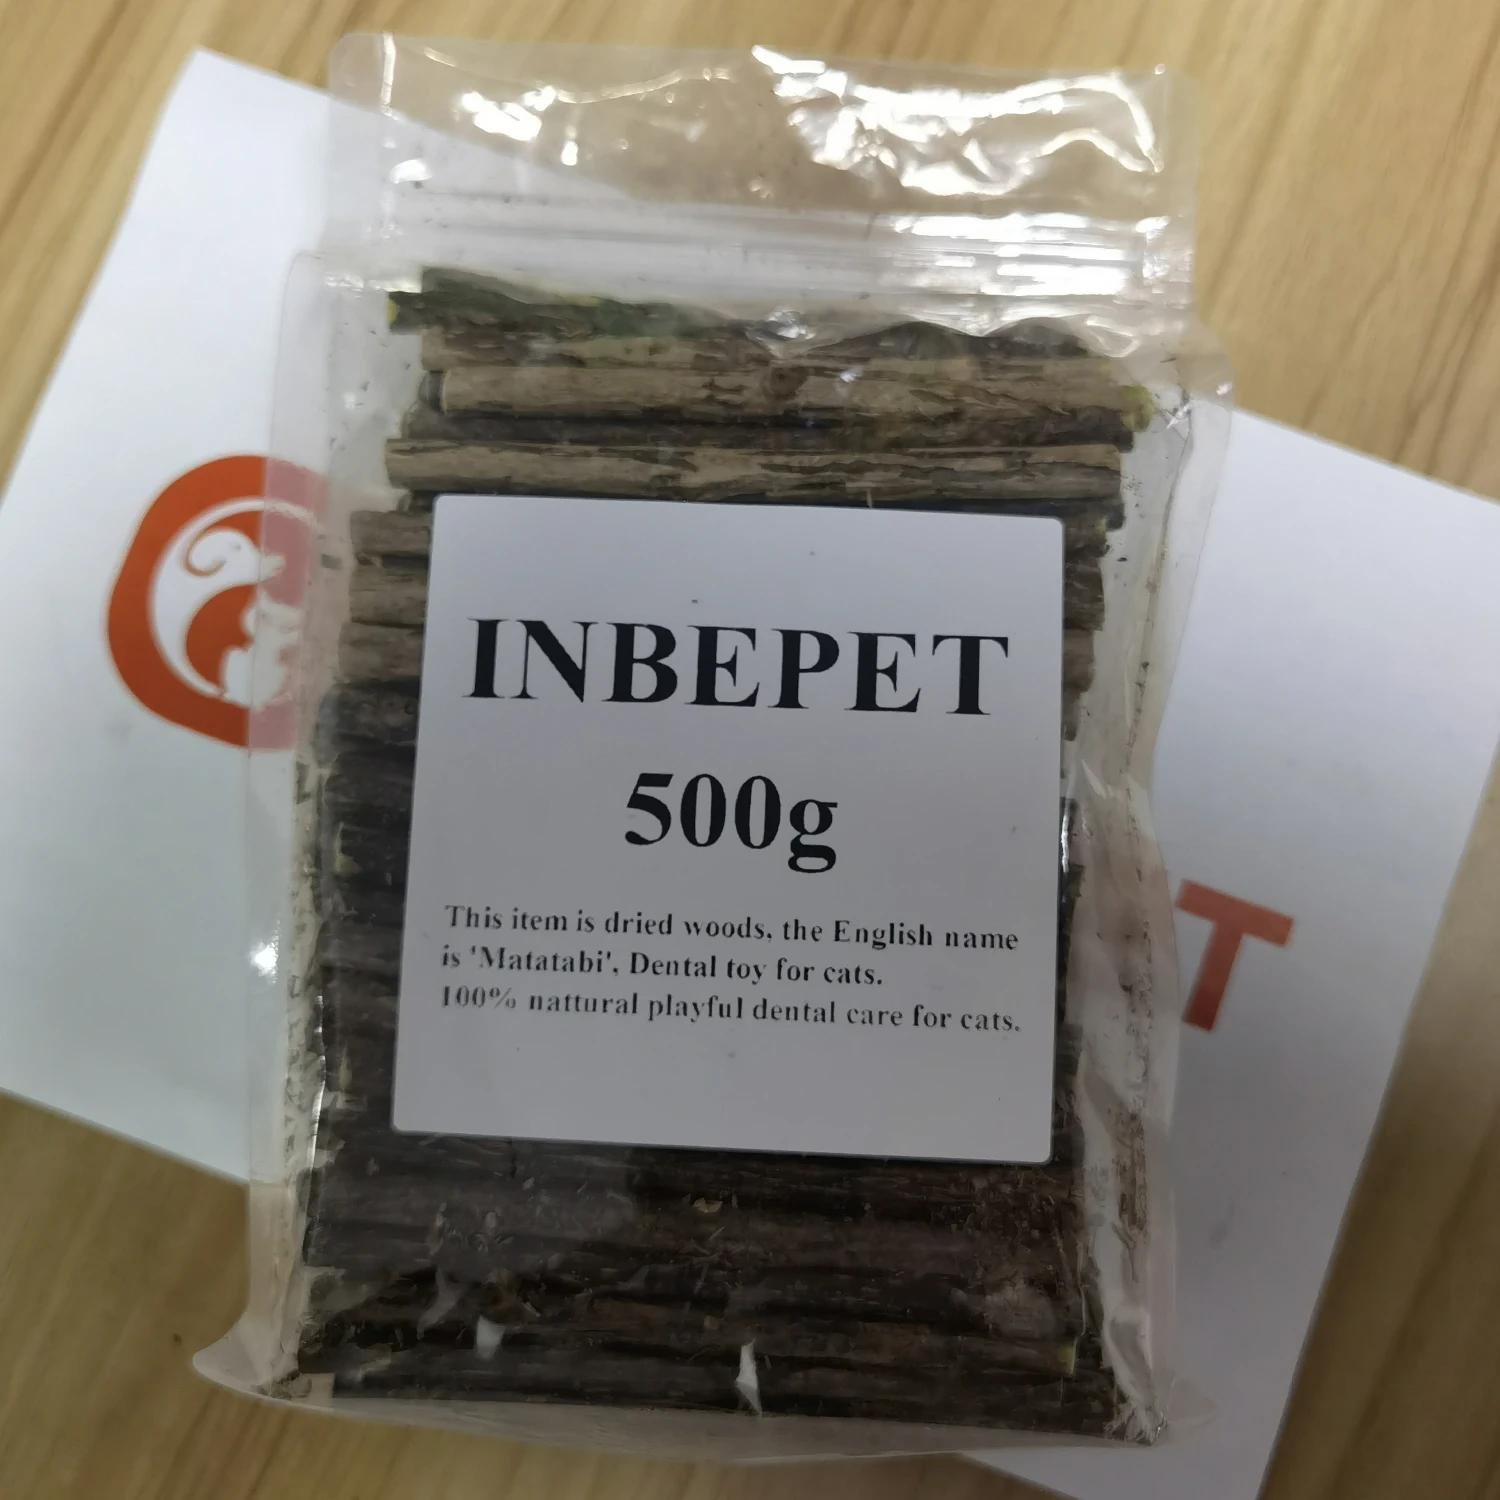 INBEPET
500g
This item is dried woods, the English name
is 'Matatabi', Dental toy for cats.
100% nattural playful dental care for cats.
T